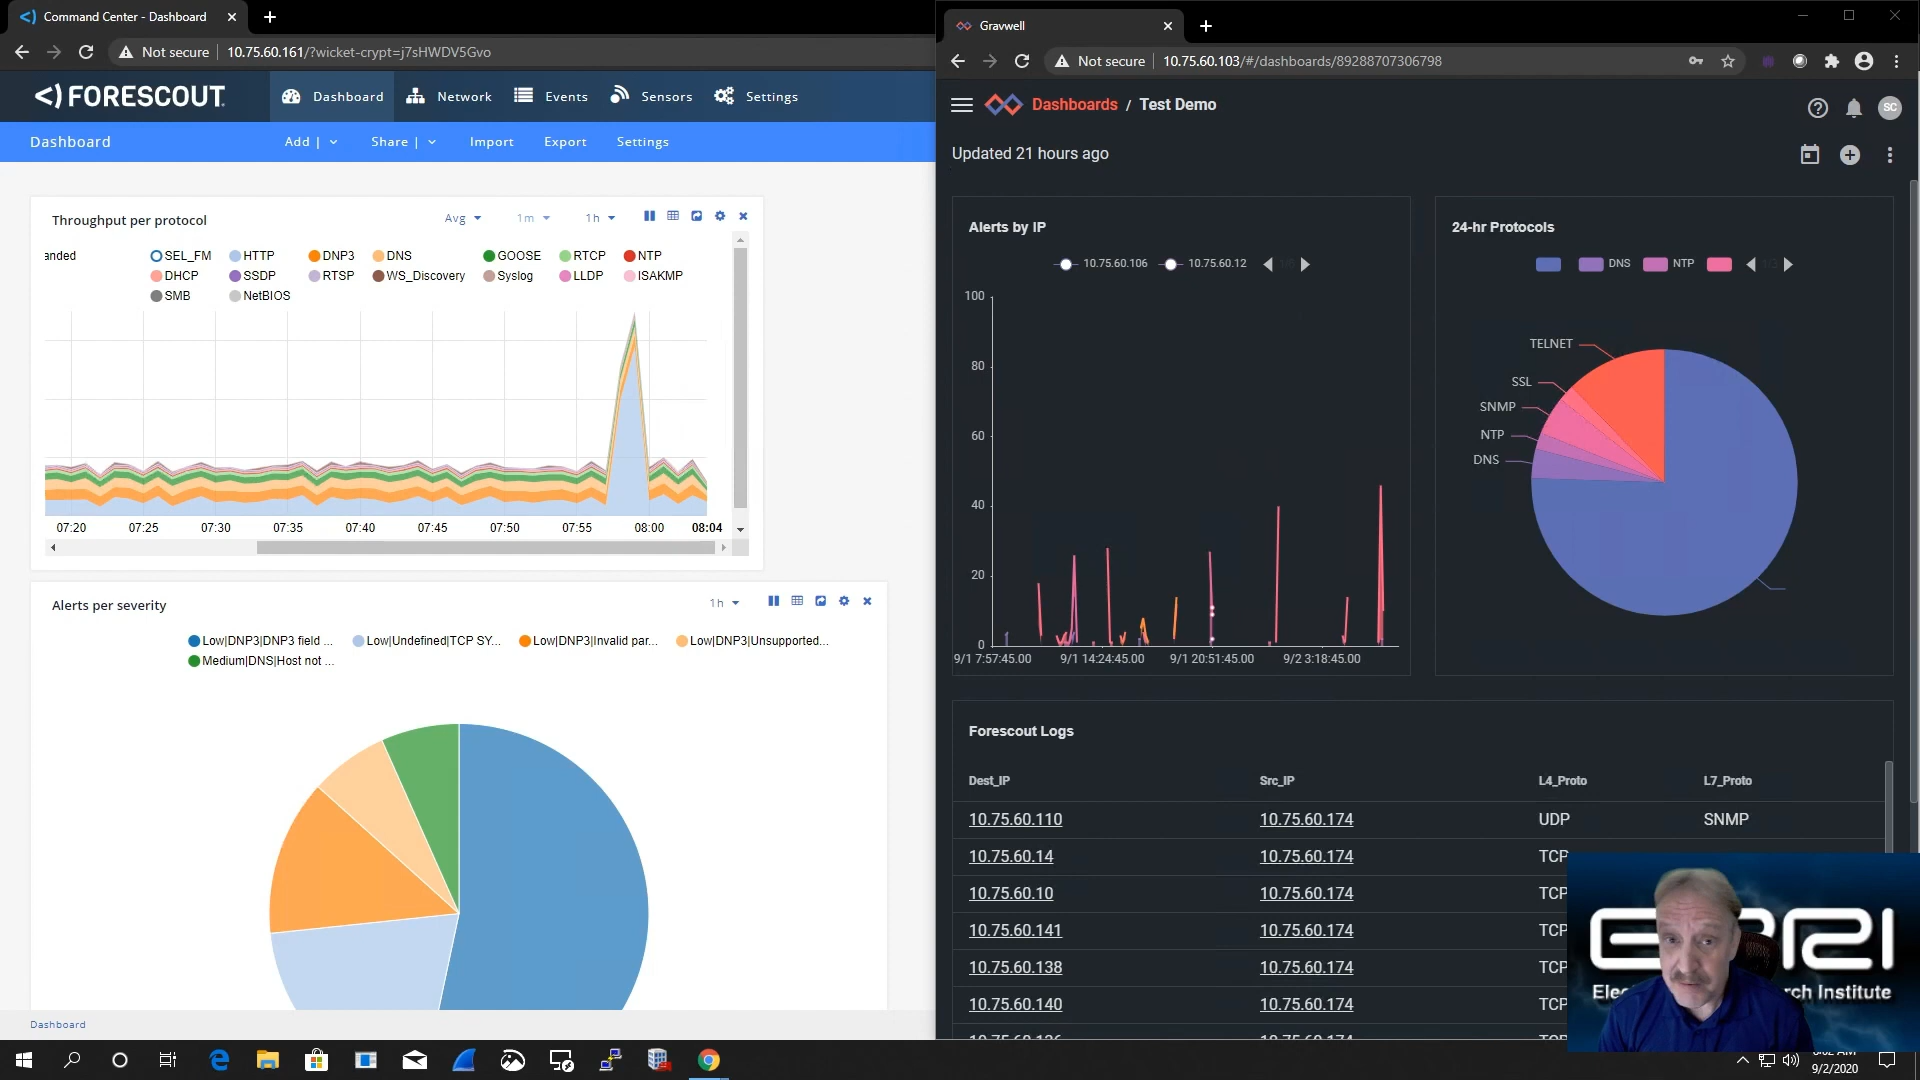 Command Center - Dashboard
Not secure
10.75.60.161/?wicket-crypt=j7sHWDV5Gvo
FORESCOUT
Dashboard
Network
Events
Sensors
Settings
Dashboard
Add |
Share |
Import
Export
Settings
Throughput per protocol
Avg
1m
1h
anded
SEL_FM
HTTP
DNP3
DNS
GOOSE
RTCP
NTP
DHCP
SSDP
RTSP
WS_Discovery
Syslog
LLDP
ISAKMP
SMB
NetBIOS
07:20
07:25
07:30
07:35
07:40
07:45
07:50
07:55
08:00
08:04
Alerts per severity
1h
Low|DNP3|DNP3 field ...
Low|Undefined|TCP SY...
Low|DNP3|Invalid par...
Low|DNP3|Unsupported...
Medium|DNS|Host not ...
Dashboard
Gravwell
Not secure
10.75.60.103/#/dashboards/89288707306798
Dashboards / Test Demo
SC
Updated 21 hours ago
Alerts by IP
10.75.60.106
10.75.60.12
100
80
60
40
20
0
9/1 7:57:45.00
9/1 14:24:45.00
9/1 20:51:45.00
9/2 3:18:45.00
24-hr Protocols
DNS
NTP
TELNET
SSL
SNMP
NTP
DNS
Forescout Logs
Dest_IP Src_IP L4_Proto L7_Proto
10.75.60.110 10.75.60.174 UDP SNMP
10.75.60.14 10.75.60.174 TCP
10.75.60.10 10.75.60.174 TCP
10.75.60.141 10.75.60.174 TCP
10.75.60.138 10.75.60.174 TCP
10.75.60.140 10.75.60.174 TCP
EPRI
Elec rch Institute
9/2/2020